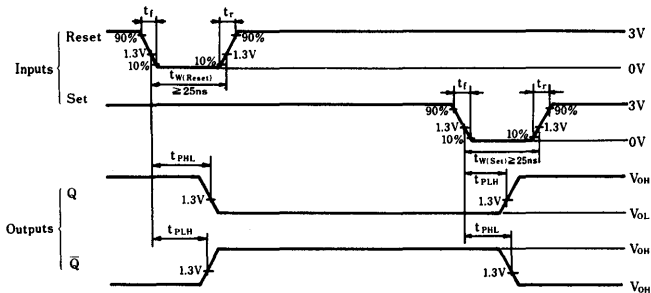 Inputs
Reset
tf
tr
90%
90%
3V
1.3V
1.3V
10%
10%
0V
tW(Reset)
≧25ns
Set
tf
tr
90%
90%
3V
1.3V
1.3V
10%
10%
0V
tW(Set)≧25ns
Outputs
Q
tPHL
tPLH
VOH
1.3V
1.3V
VOL
Q̅
tPLH
tPHL
VOH
1.3V
1.3V
VOH